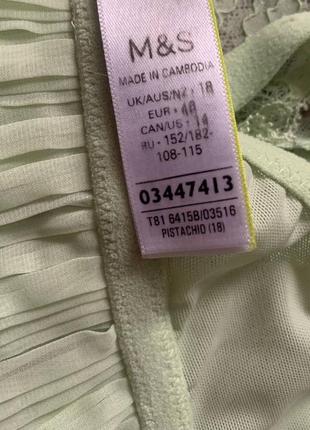 M&S
MADE IN CAMBODIA
UK/AUS/NZ • 18
EUR • 46
CAN/US • 14
RU • 152/182-
108-115
03447413
T81 6415B/03516
PISTACHIO (18)